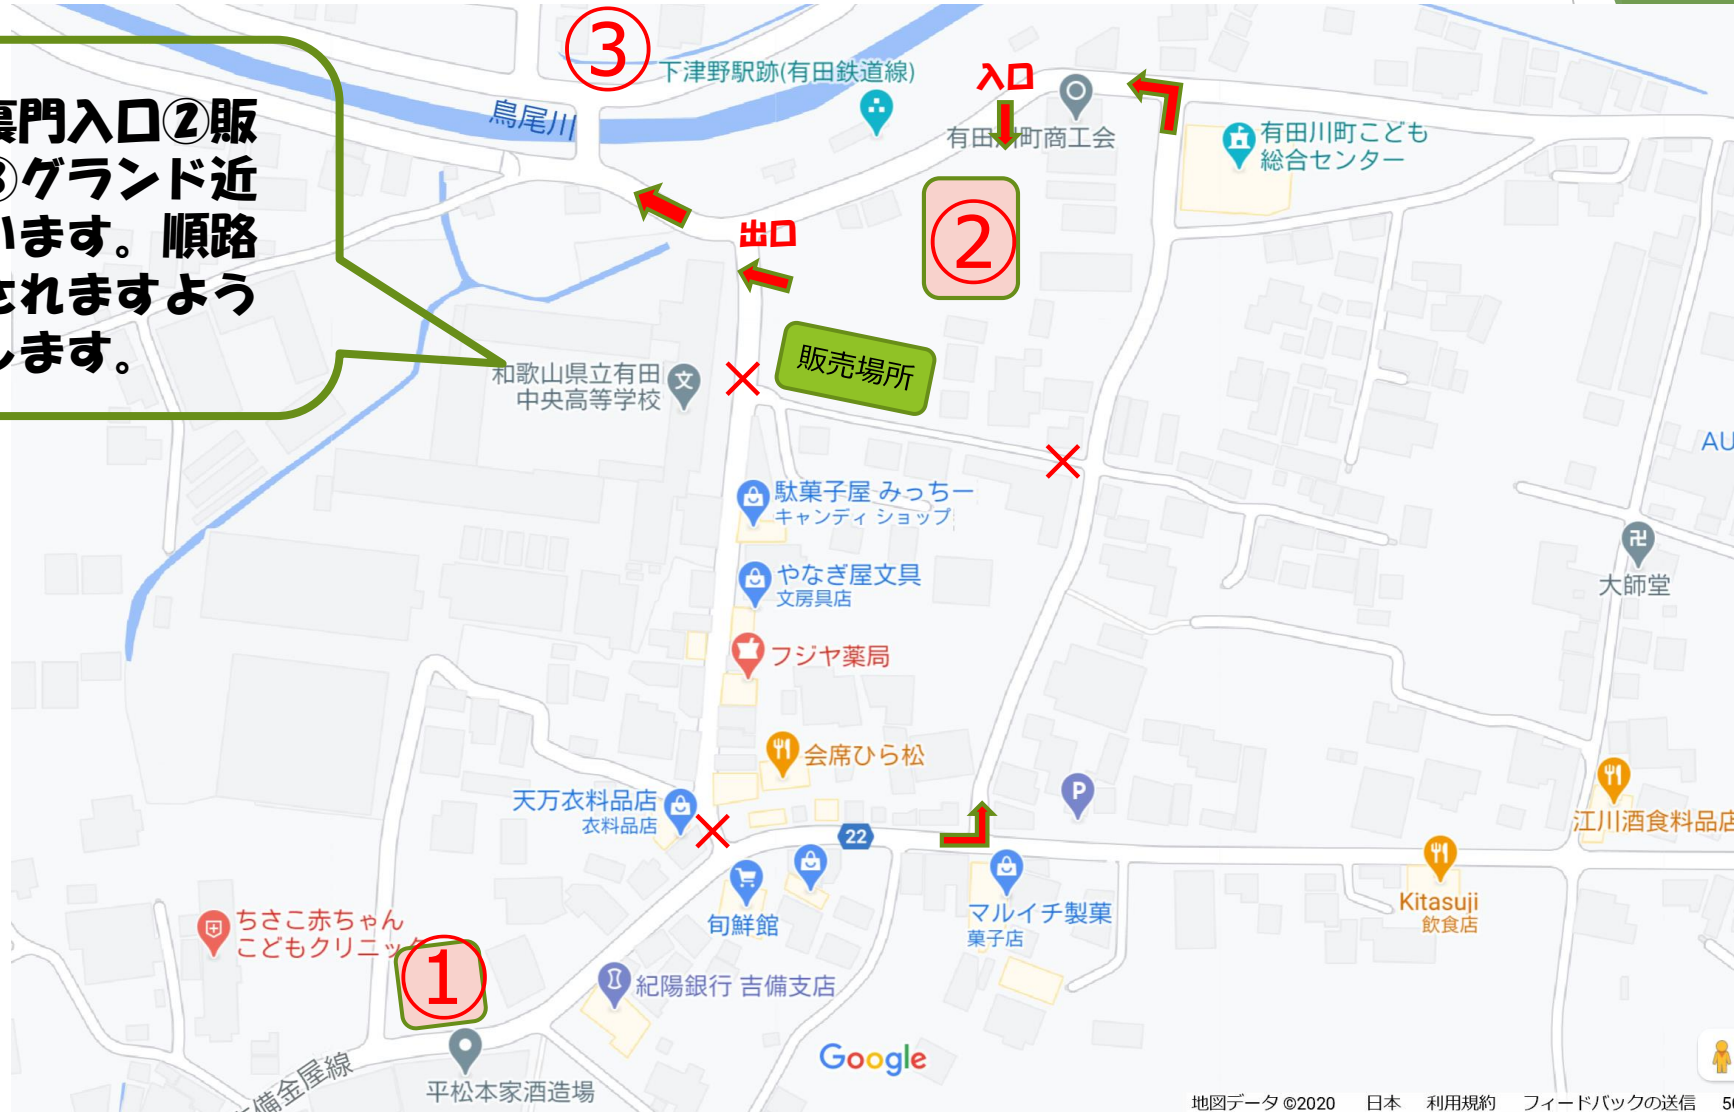 裏門入口②販
③グランド近
います。順路
されますよう
します。
③
下津野駅跡(有田鉄道線)
鳥尾川
入口
有田川町商工会
有田川町こども
総合センター
②
出口
販売場所
和歌山県立有田
中央高等学校
文
AU
駄菓子屋 みっちー
キャンディ ショップ
やなぎ屋文具
文房具店
卍
大師堂
フジヤ薬局
会席ひら松
P
天万衣料品店
衣料品店
22
江川酒食料品店
旬鮮館
マルイチ製菓
菓子店
Kitasuji
飲食店
ちさこ赤ちゃん
こどもクリニック
①
紀陽銀行 吉備支店
備金屋線
平松本家酒造場
Google
地図データ ©2020 日本 利用規約 フィードバックの送信 50